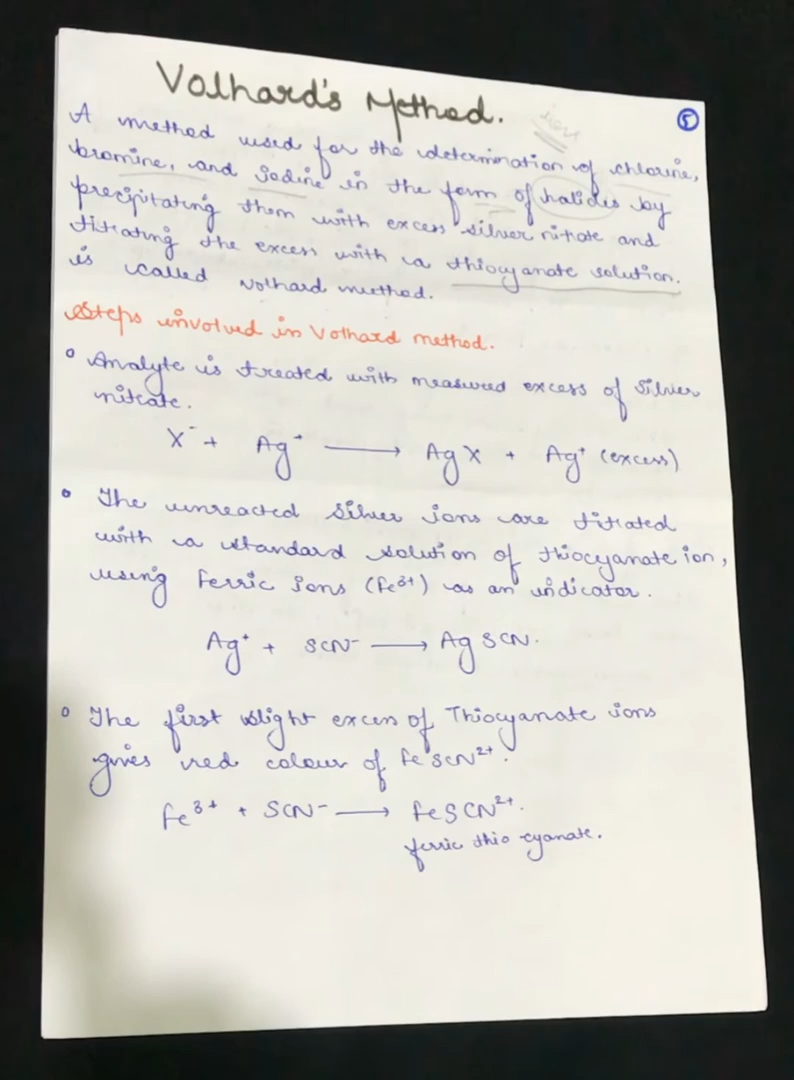 Volhard's Method.
5
A method used for the determination of chlorine,
bromine, and Iodine in the form of halides by
precipitating them with excess silver nitrate and
titrating the excess with a thiocyanate solution.
is called Volhard method.
Steps involved in Volhard method.
° Analyte is treated with measured excess of Silver
nitrate.
X⁻ + Ag⁺ ⟶ AgX + Ag⁺ (excess)
° The unreacted Silver ions are titrated
with a standard solution of thiocyanate ion,
using Ferric Ions (Fe³⁺) as an indicator.
Ag⁺ + SCN⁻ ⟶ AgSCN.
° The first slight excess of Thiocyanate ions
gives red colour of FeSCN²⁺.
Fe³⁺ + SCN⁻ ⟶ FeSCN²⁺.
ferric thio cyanate.